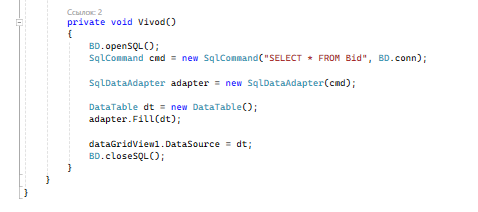 Ссылок: 2
private void Vivod()
{
BD.openSQL();
SqlCommand cmd = new SqlCommand("SELECT * FROM Bid", BD.conn);
SqlDataAdapter adapter = new SqlDataAdapter(cmd);
DataTable dt = new DataTable();
adapter.Fill(dt);
dataGridView1.DataSource = dt;
BD.closeSQL();
}
}
}